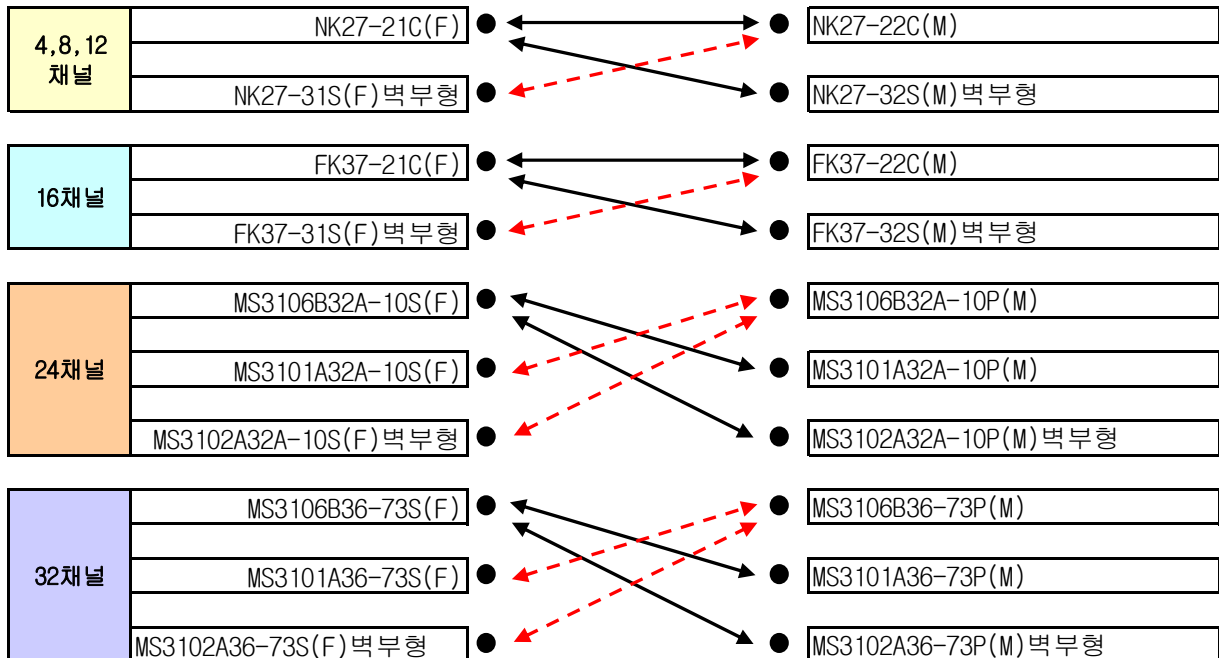 4,8,12
채널
NK27-21C(F)
NK27-22C(M)
NK27-31S(F)벽부형
NK27-32S(M)벽부형
16채널
FK37-21C(F)
FK37-22C(M)
FK37-31S(F)벽부형
FK37-32S(M)벽부형
24채널
MS3106B32A-10S(F)
MS3106B32A-10P(M)
MS3101A32A-10S(F)
MS3101A32A-10P(M)
MS3102A32A-10S(F)벽부형
MS3102A32A-10P(M)벽부형
32채널
MS3106B36-73S(F)
MS3106B36-73P(M)
MS3101A36-73S(F)
MS3101A36-73P(M)
MS3102A36-73S(F)벽부형
MS3102A36-73P(M)벽부형